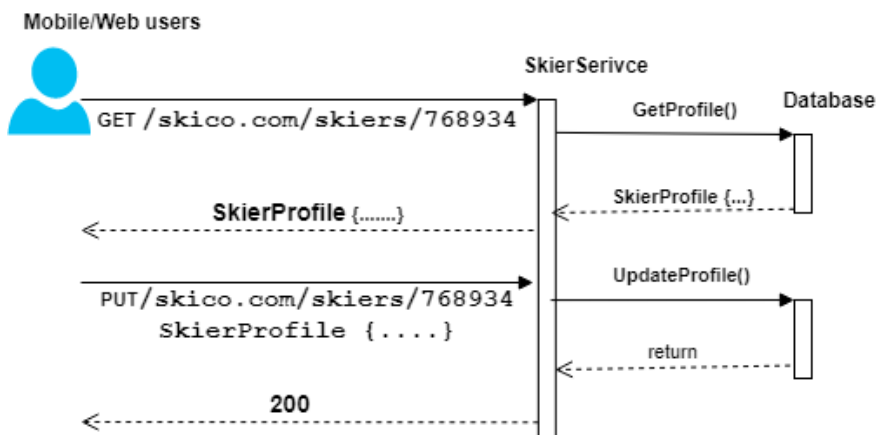 Mobile/Web users
SkierSerivce
Database
GET /skico.com/skiers/768934
GetProfile()
SkierProfile {...}
SkierProfile {.......}
PUT/skico.com/skiers/768934
SkierProfile {....}
UpdateProfile()
return
200